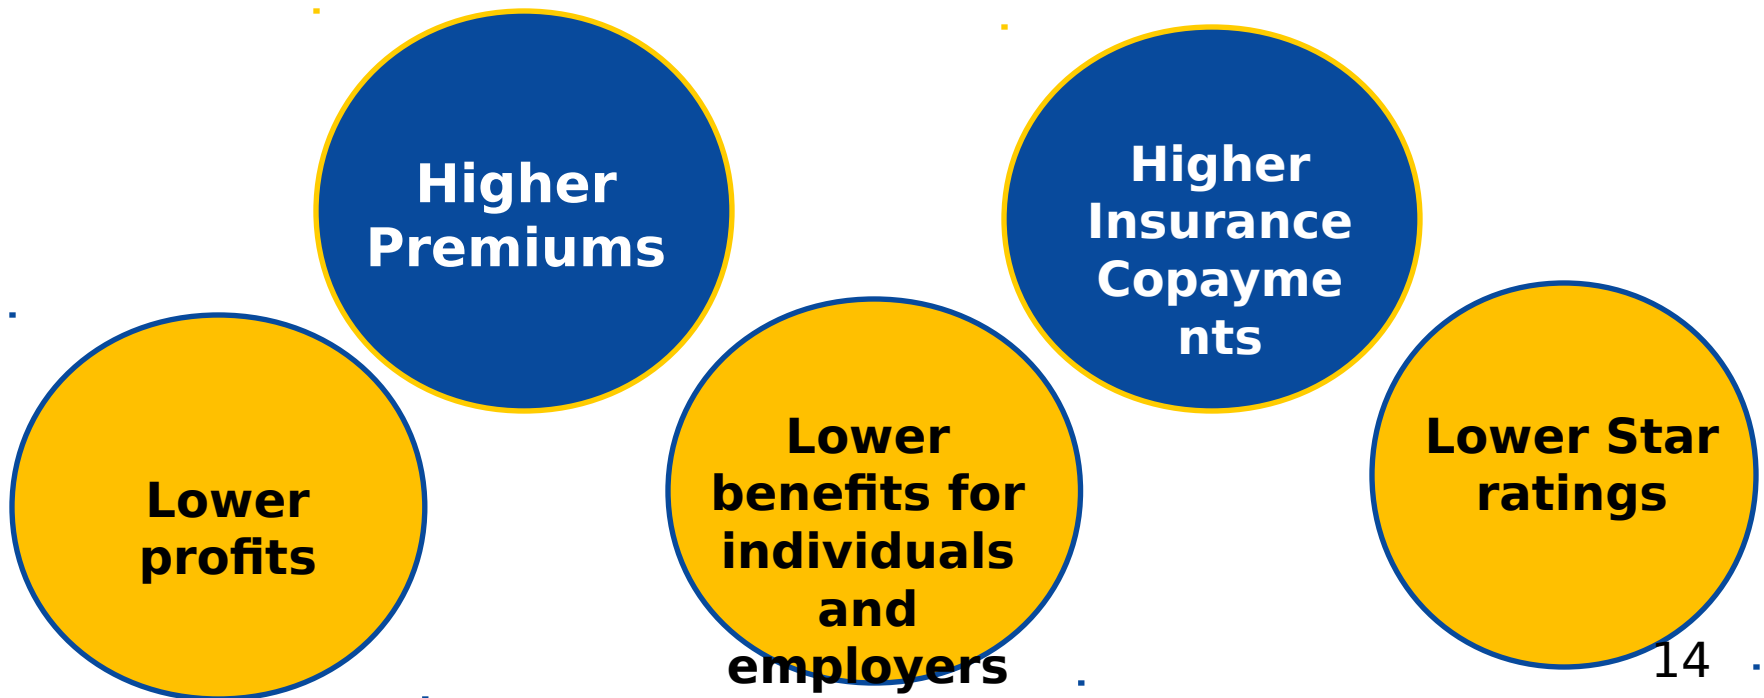 Higher
Premiums
Higher
Insurance
Copayme
nts
Lower
profits
Lower
benefits for
individuals
and
employers
Lower Star
ratings
14